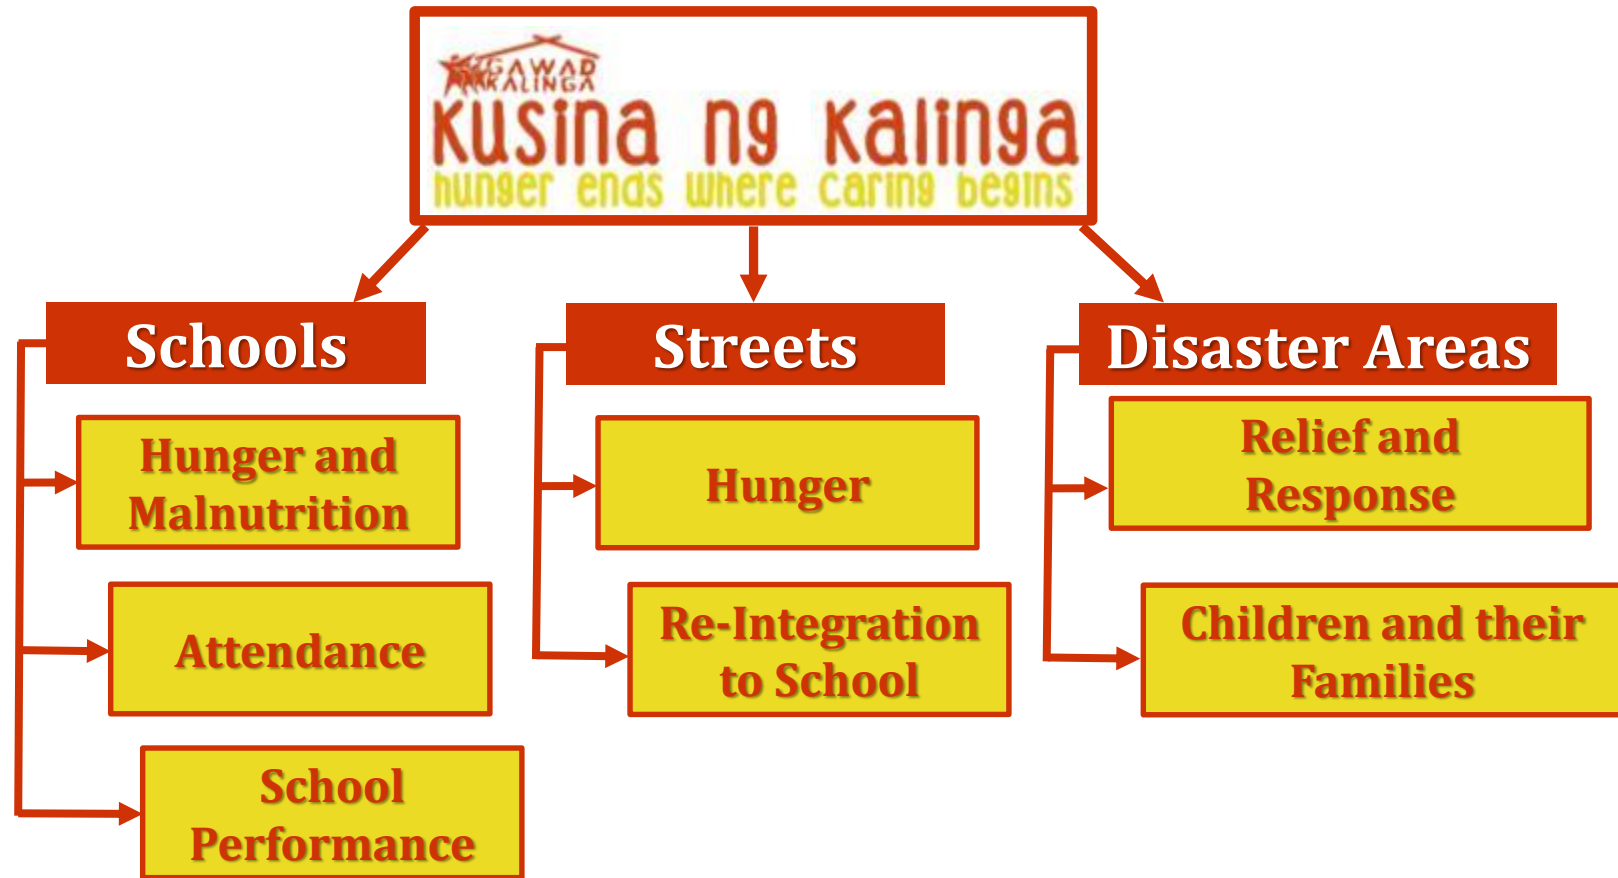 GAWAD
KALINGA
Kusina ng Kalinga
hunger ends where caring begins
Schools
Hunger and
Malnutrition
Attendance
School
Performance
Streets
Hunger
Re-Integration
to School
Disaster Areas
Relief and
Response
Children and their
Families